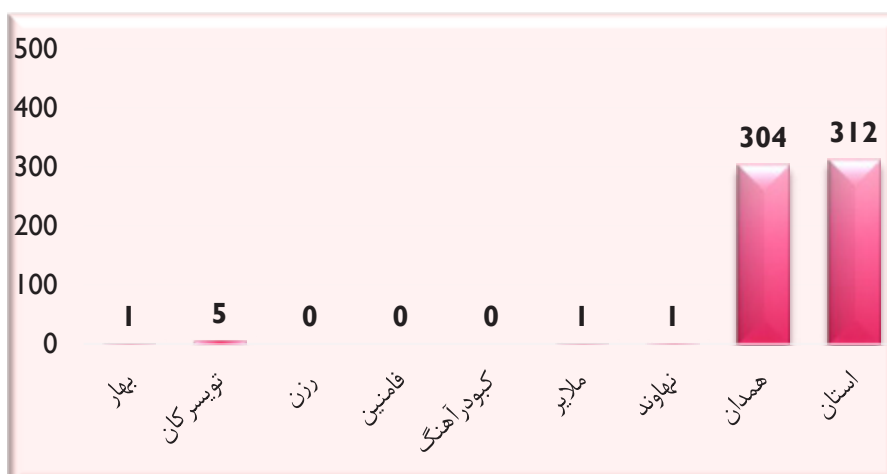 500
400
300
200
100
0
1
5
0
0
0
1
1
304
312
بهار
تویسرکان
رزن
فامنین
کبودرآهنگ
ملایر
نهاوند
همدان
استان